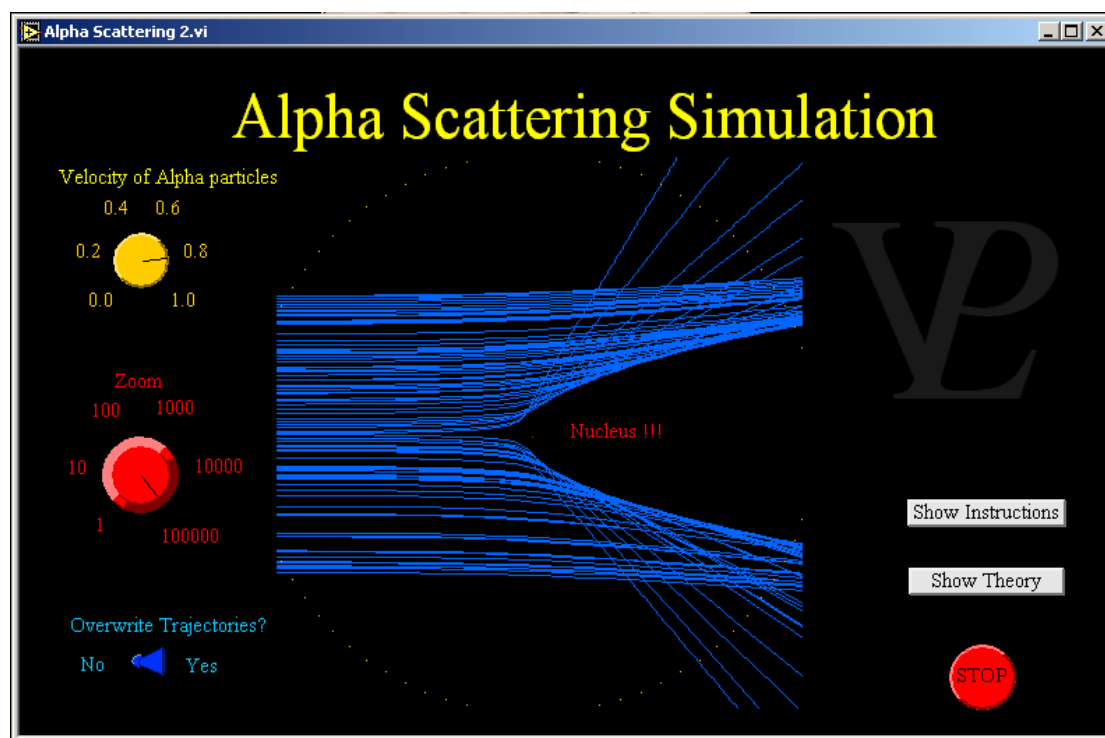 Alpha Scattering 2.vi
Alpha Scattering Simulation
Velocity of Alpha particles
0.4 0.6
0.2 0.8
0.0 1.0
Zoom
100 1000
10 10000
1 100000
Nucleus !!!
Overwrite Trajectories?
No Yes
VPL
Show Instructions
Show Theory
STOP